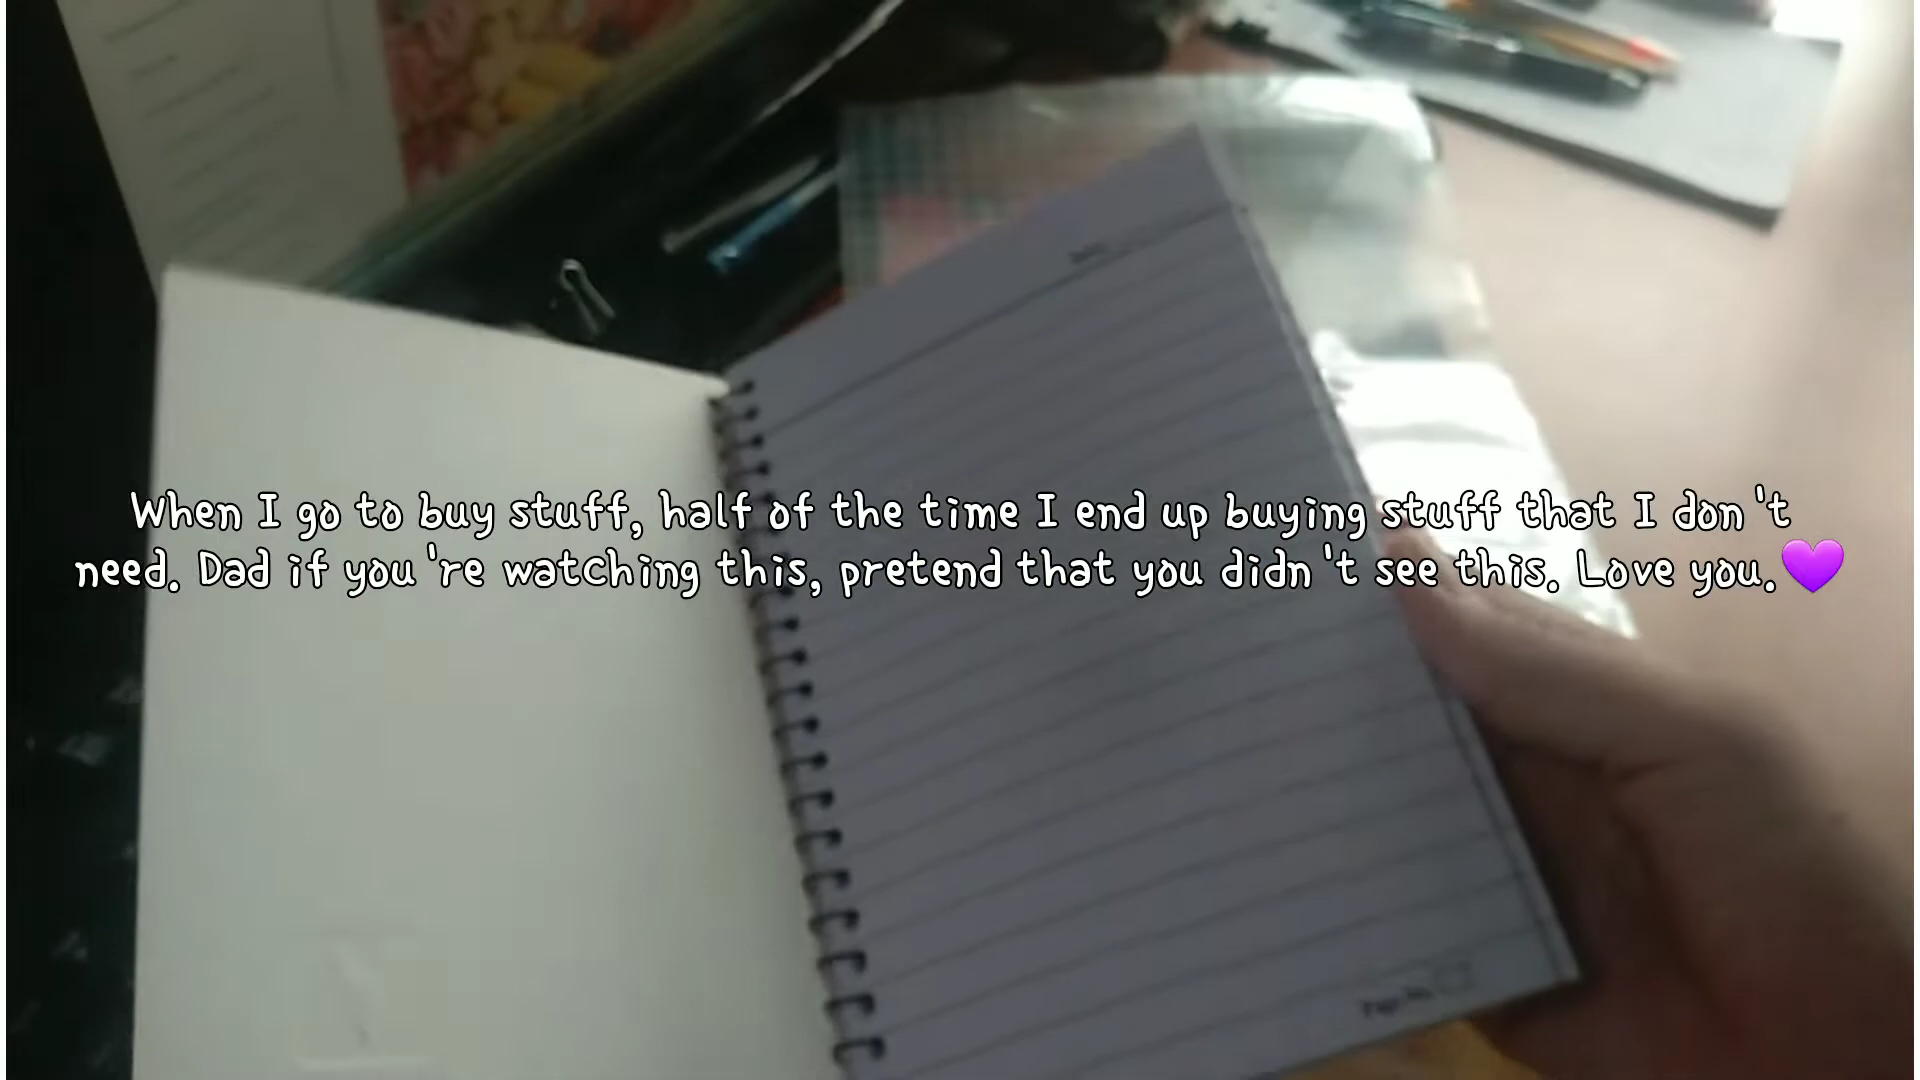 When I go to buy stuff, half of the time I end up buying stuff that I don't
need. Dad if you're watching this, pretend that you didn't see this. Love you.💜